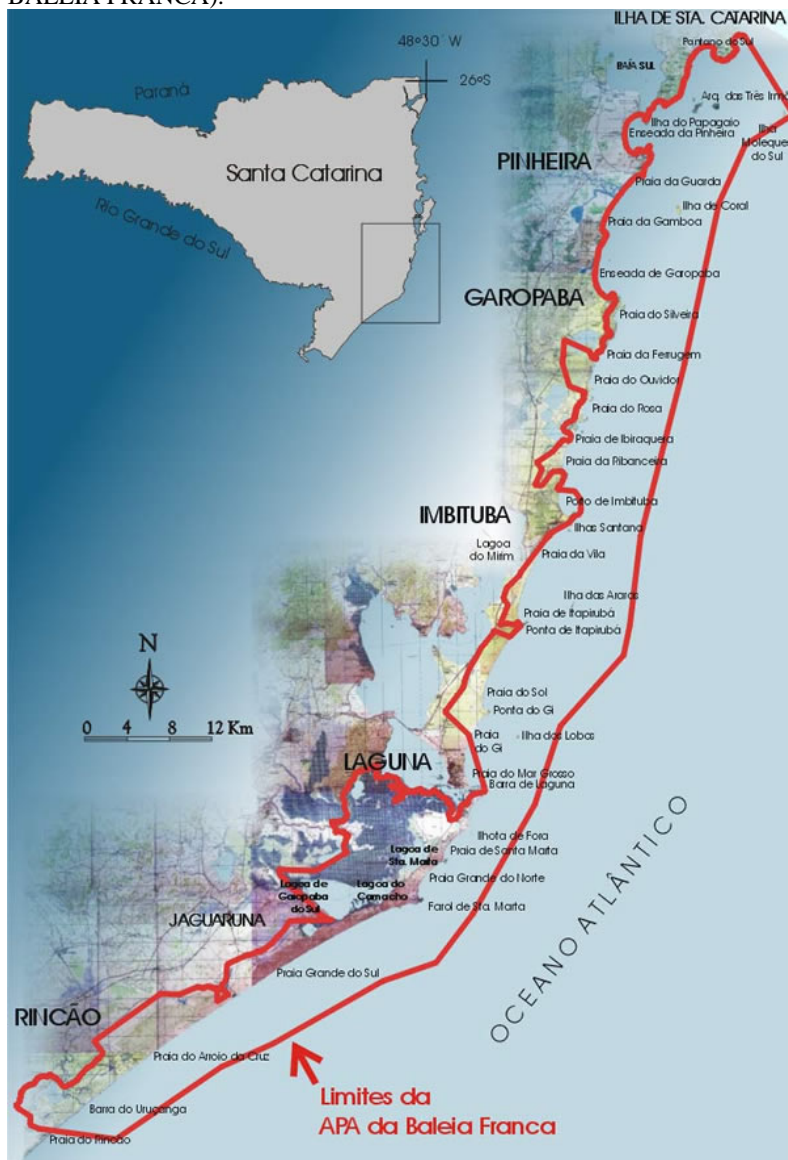 BALEIA FRANCA).
ILHA DE STA. CATARINA
48º30´ W
26ºS
Pantano do Sul
BAÍA SUL
Paraná
Arq. das Três Irmãs
Ilha do Papagaio
Enseada da Pinheira
Ilha
Moleques
do Sul
PINHEIRA
Santa Catarina
Praia da Guarda
Ilha de Coral
Rio Grande do Sul
Praia da Gamboa
Enseada de Garopaba
GAROPABA
Praia do Silveira
Praia da Ferrugem
Praia do Ouvidor
Praia do Rosa
Praia de Ibiraquera
Praia da Ribanceira
Porto de Imbituba
IMBITUBA
Ilhas Santana
Lagoa
do Mirim
Praia da Vila
Ilha das Araras
Praia de Itapirubá
Ponta de Itapirubá
N
Praia do Sol
Ponta do Gi
0 4 8 12 Km
Praia
do Gi
Ilha dos Lobos
LAGUNA
Praia do Mar Grosso
Barra de Laguna
Ilhota de Fora
Lagoa de
Sta. Marta
Praia de Santa Marta
Praia Grande do Norte
Lagoa de
Garopaba
do Sul
Lagoa do
Camacho
Farol de Sta. Marta
JAGUARUNA
OCEANO ATLÂNTICO
Praia Grande do Sul
RINCÃO
Praia do Arroio da Cruz
Limites da
APA da Baleia Franca
Barra do Uruçanga
Praia do Rincão